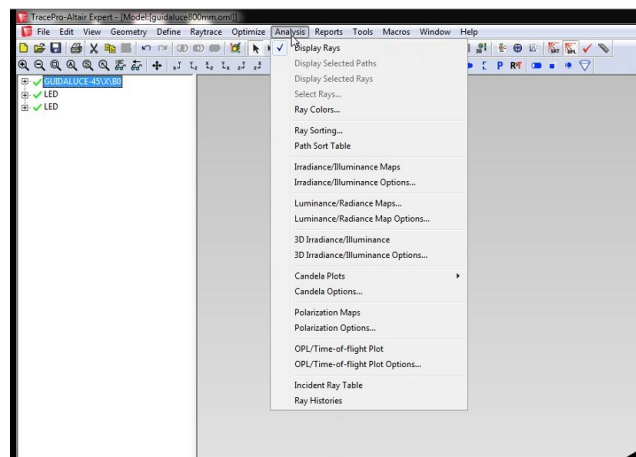 TracePro-Altair Expert - [Model:[guidaluce800mm.oml]]
File Edit View Geometry Define Raytrace Optimize Analysis Reports Tools Macros Window Help
GUIDALUCE-45\X\B0
LED
LED
Display Rays
Display Selected Paths
Display Selected Rays
Select Rays...
Ray Colors...
Ray Sorting...
Path Sort Table
Irradiance/Illuminance Maps
Irradiance/Illuminance Options...
Luminance/Radiance Maps...
Luminance/Radiance Map Options...
3D Irradiance/Illuminance
3D Irradiance/Illuminance Options...
Candela Plots
Candela Options...
Polarization Maps
Polarization Options...
OPL/Time-of-flight Plot
OPL/Time-of-flight Plot Options...
Incident Ray Table
Ray Histories